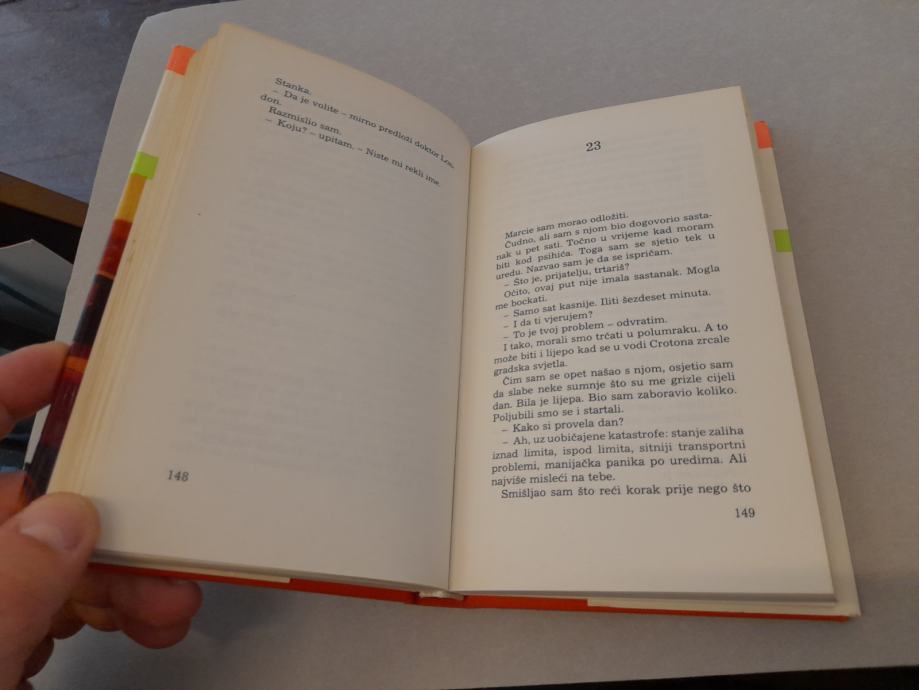 Stanka.
– Da je volite – mirno predloži doktor Lon-
don.
Razmislio sam.
– Koju? – upitam. – Niste mi rekli ime.
148
23
Marcie sam morao odložiti.
Čudno, ali sam s njom bio dogovorio sasta-
nak u pet sati. Točno u vrijeme kad moram
biti kod psihića. Toga sam se sjetio tek u
uredu. Nazvao sam je da se ispričam.
– Što je, prijatelju, trtariš?
Očito, ovaj put nije imala sastanak. Mogla
me bockati.
– Samo sat kasnije. Iliti šezdeset minuta.
– I da ti vjerujem?
– To je tvoj problem – odvratim.
I tako, morali smo trčati u polumraku. A to
može biti i lijepo kad se u vodi Crotona zrcale
gradska svjetla.
Čim sam se opet našao s njom, osjetio sam
da slabe neke sumnje što su me grizle cijeli
dan. Bila je lijepa. Bio sam zaboravio koliko.
Poljubili smo se i startali.
– Kako si provela dan?
– Ah, uz uobičajene katastrofe: stanje zaliha
iznad limita, ispod limita, sitniji transportni
problemi, manijačka panika po uredima. Ali
najviše misleći na tebe.
Smišljao sam što reći korak prije nego što
149